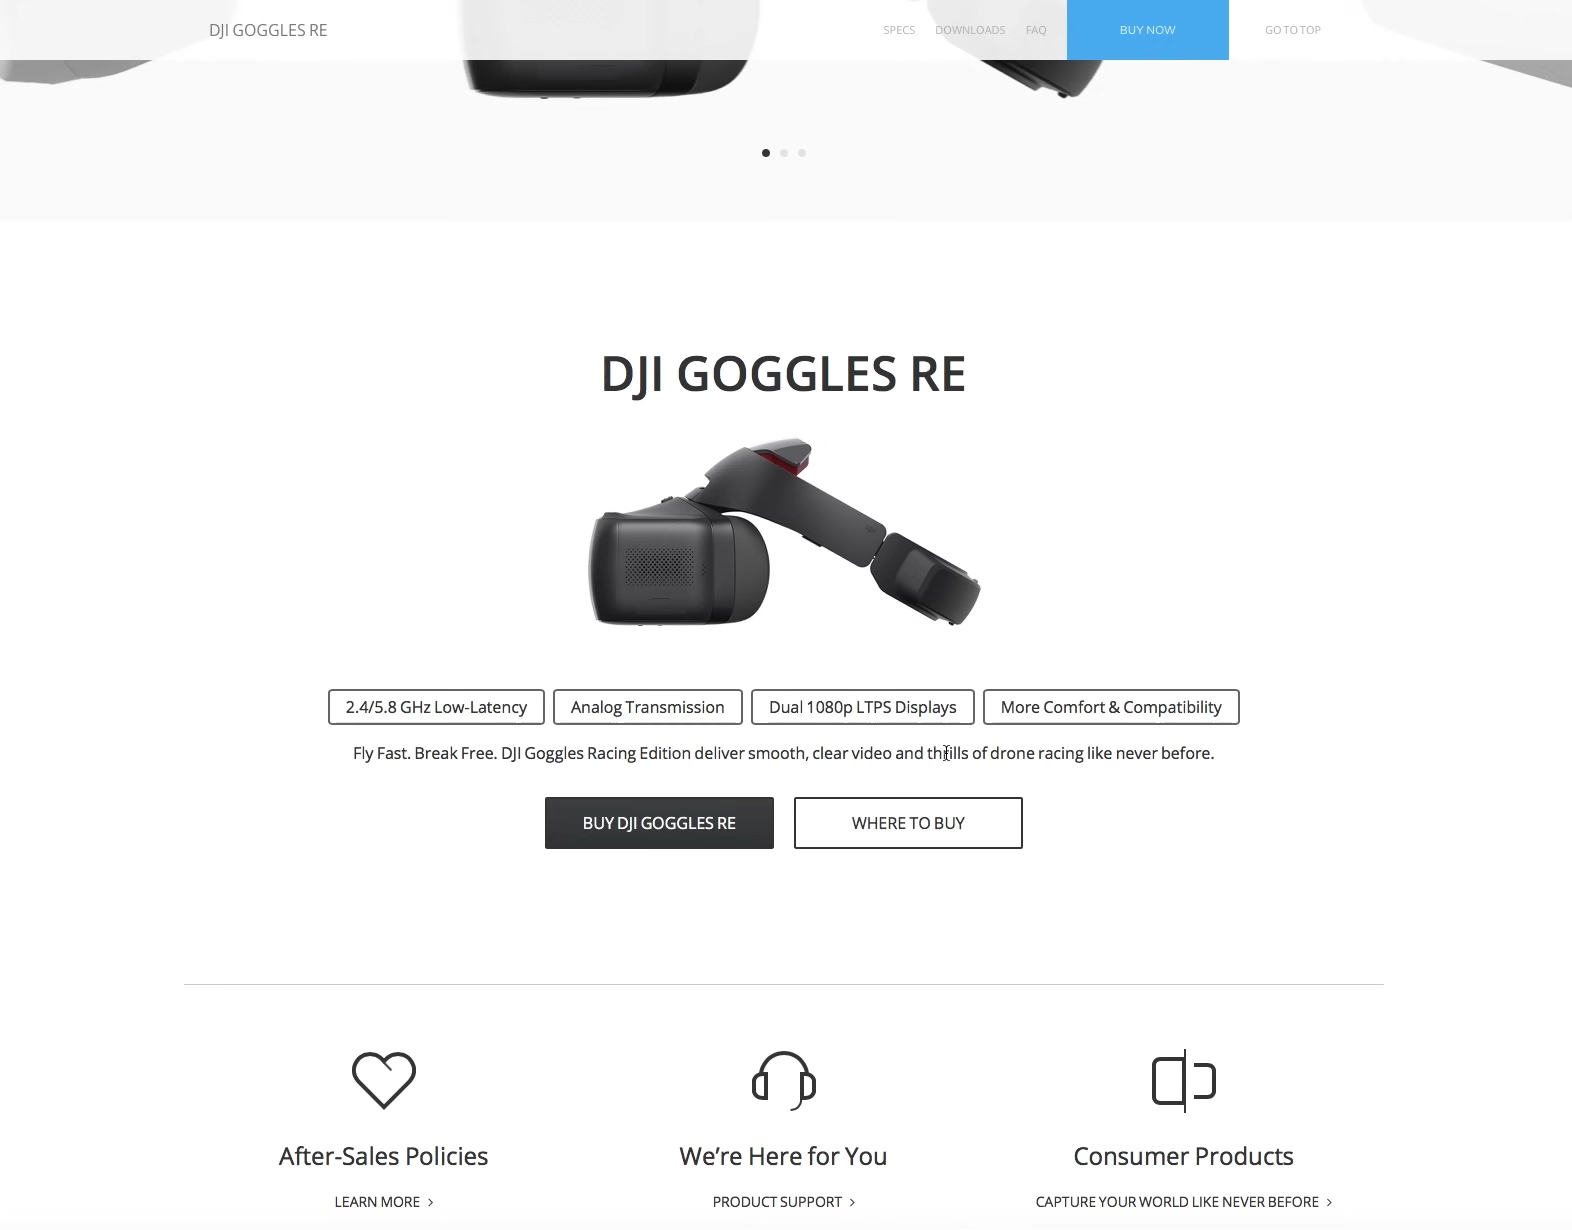 DJI GOGGLES RE
SPECS
DOWNLOADS
FAQ
BUY NOW
GO TO TOP
DJI GOGGLES RE
2.4/5.8 GHz Low-Latency
Analog Transmission
Dual 1080p LTPS Displays
More Comfort & Compatibility
Fly Fast. Break Free. DJI Goggles Racing Edition deliver smooth, clear video and thrills of drone racing like never before.
BUY DJI GOGGLES RE
WHERE TO BUY
After-Sales Policies
We’re Here for You
Consumer Products
LEARN MORE >
PRODUCT SUPPORT >
CAPTURE YOUR WORLD LIKE NEVER BEFORE >